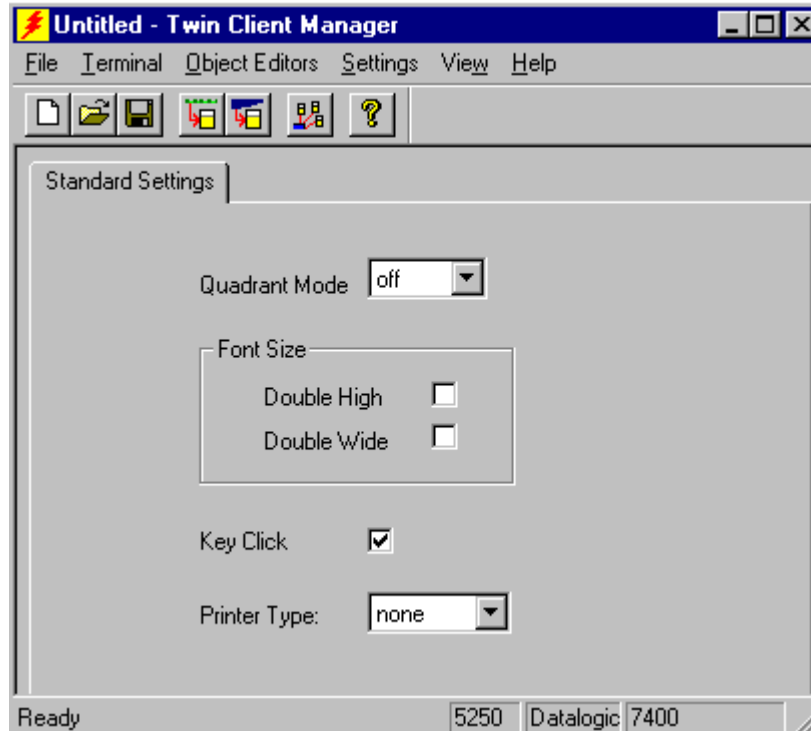 Untitled - Twin Client Manager
File Terminal Object Editors Settings View Help
Standard Settings
Quadrant Mode off
Font Size
Double High
Double Wide
Key Click
Printer Type: none
Ready 5250 Datalogic 7400